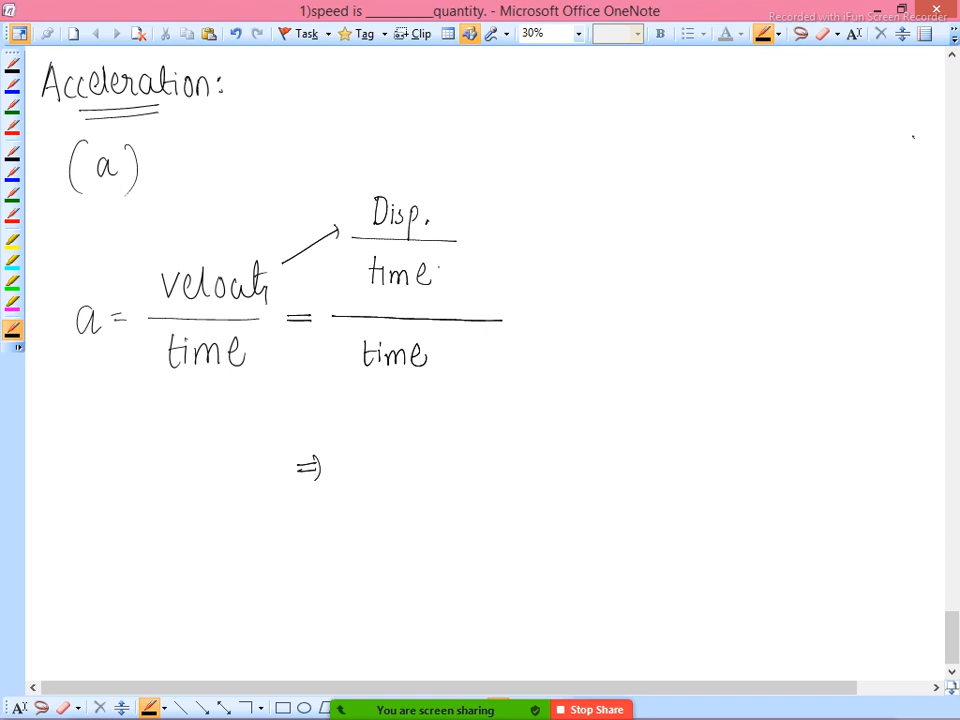 1)speed is _________quantity. - Microsoft Office OneNote
Recorded with iFun Screen Recorder
Task Tag Clip 30% B A A
Acceleration:
(a)
a = velocity / time = Disp. / time / time
⇒
A
You are screen sharing Stop Share